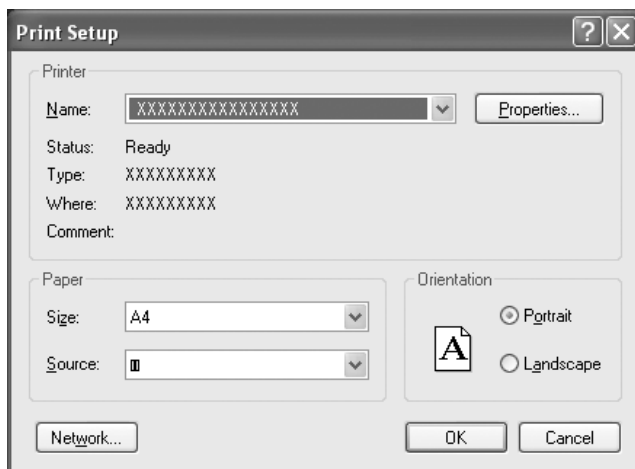 Print Setup
Printer
Name: XXXXXXXXXXXXXXXX Properties...
Status: Ready
Type: XXXXXXXXX
Where: XXXXXXXXX
Comment:
Paper
Size: A4
Source:
Orientation
A
Portrait
Landscape
Network... OK Cancel